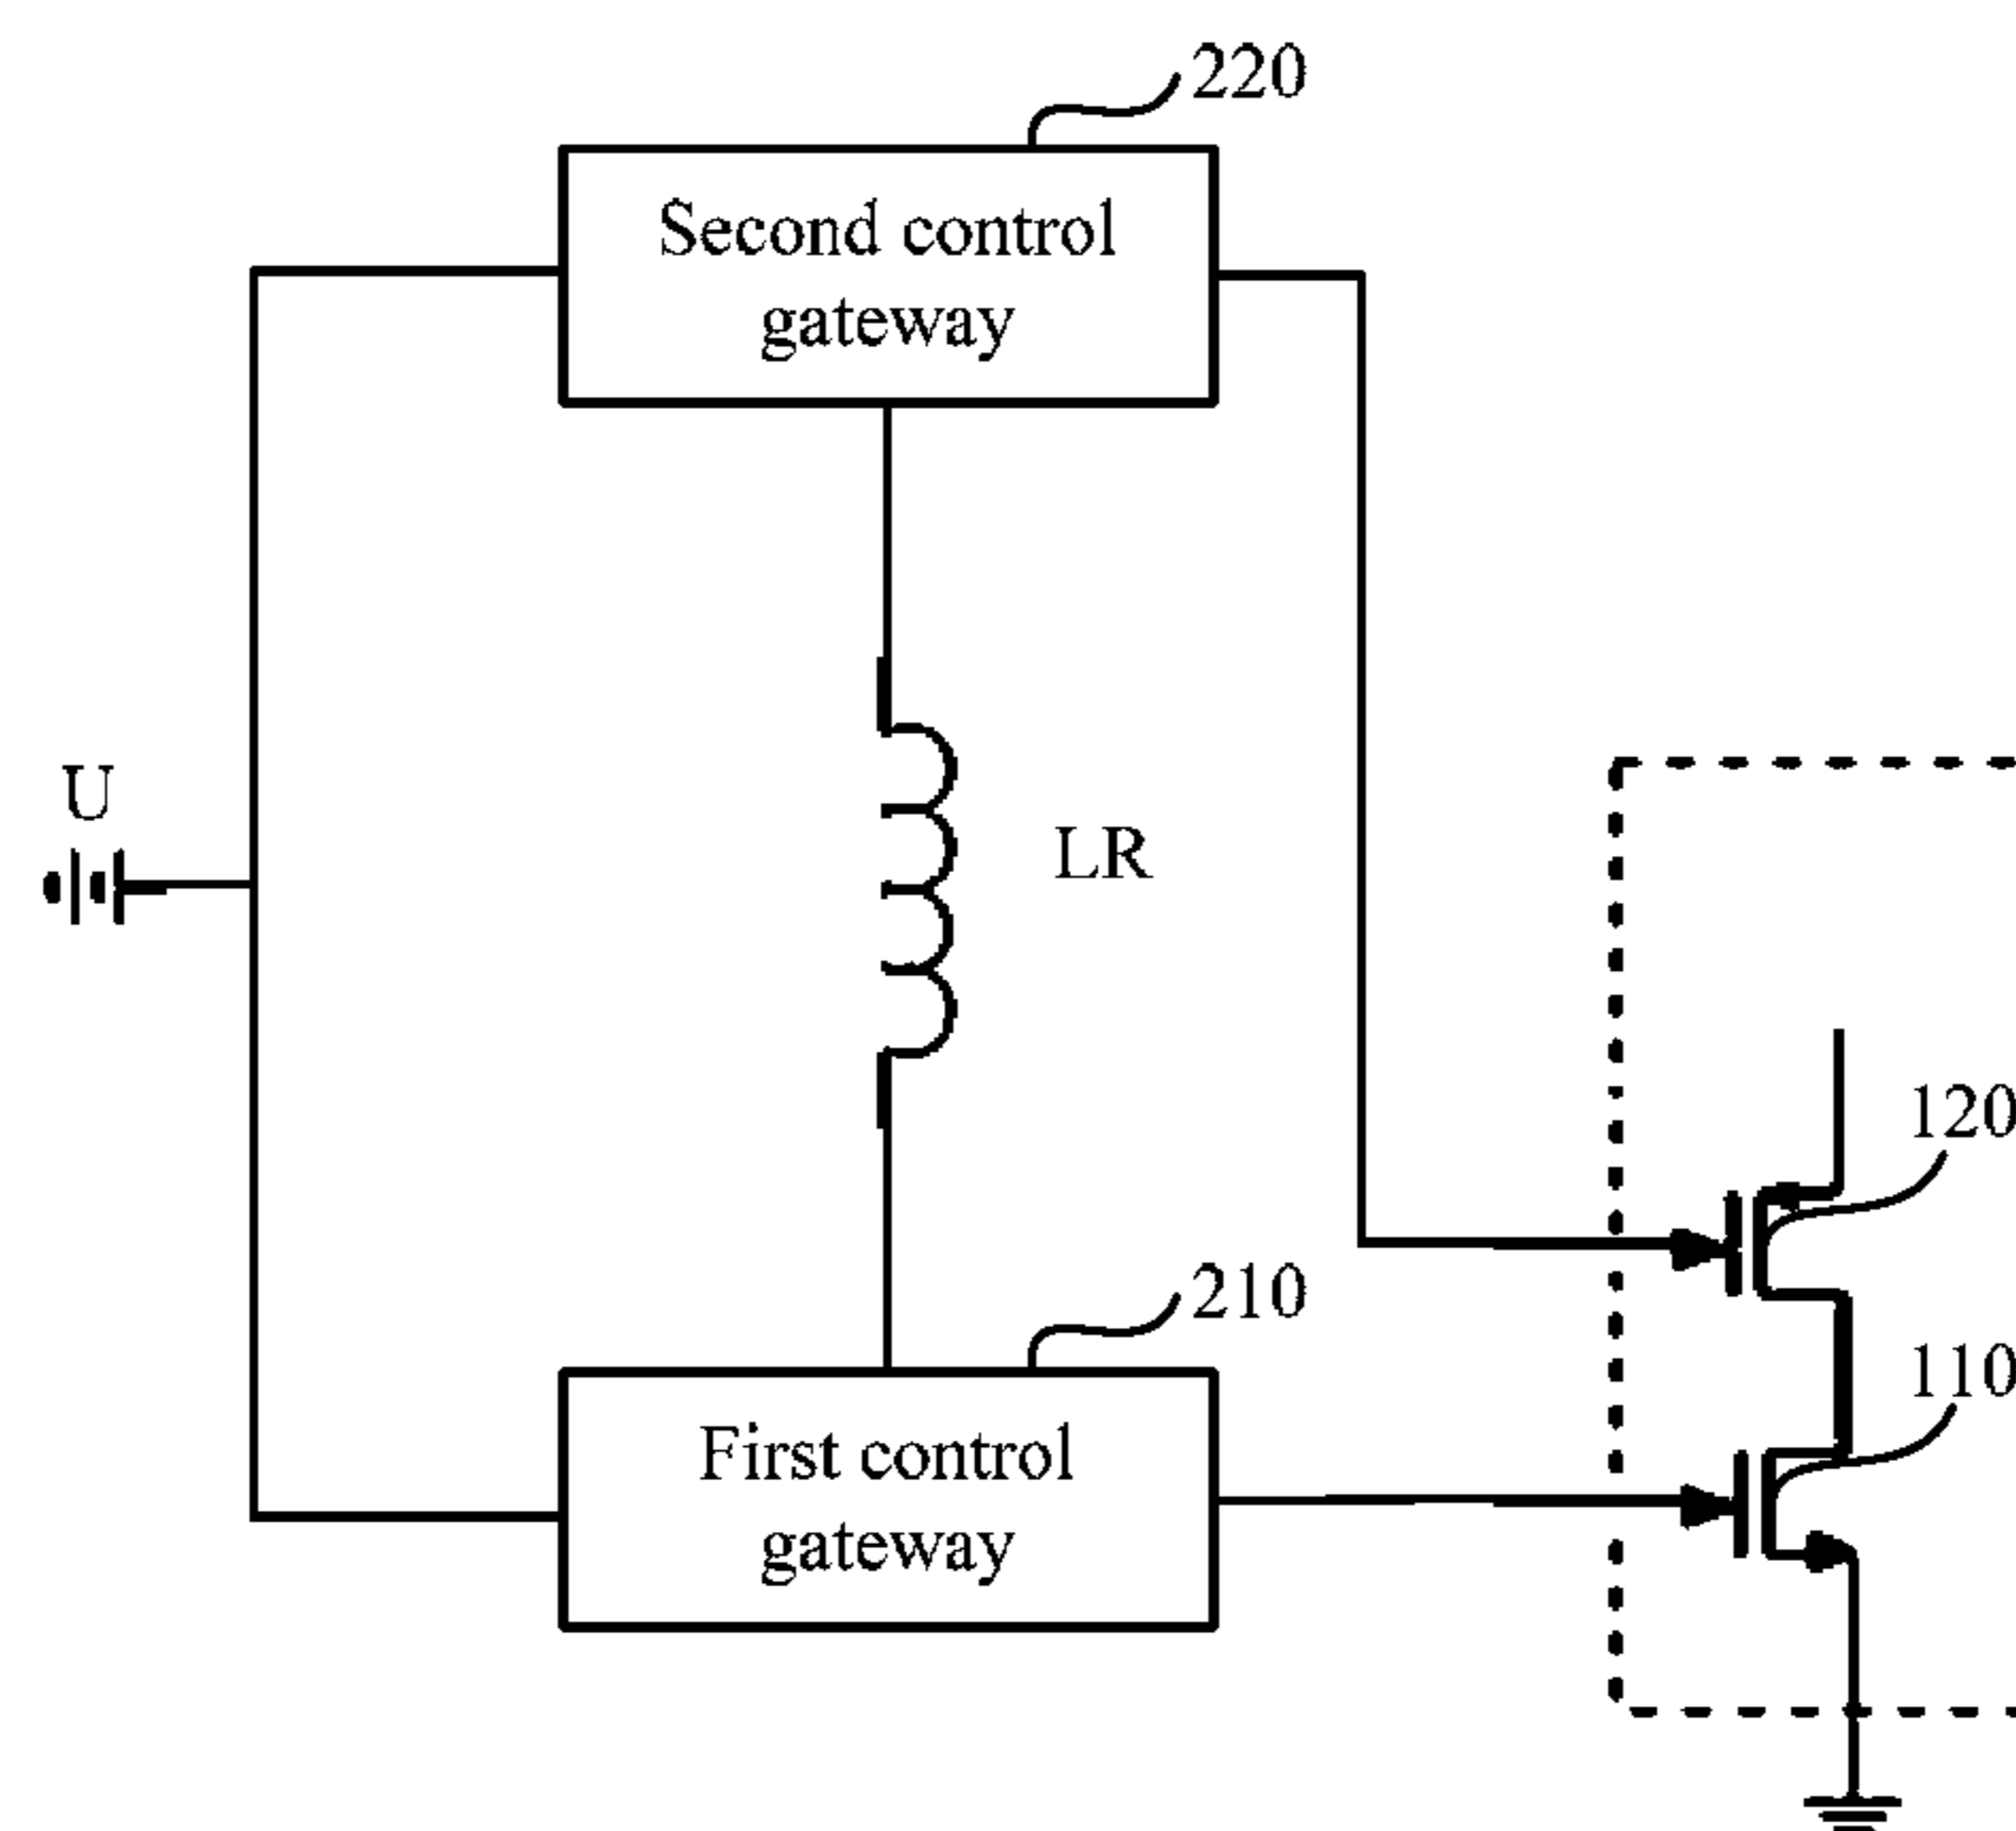 220
Second control
gateway
U
LR
120
210
110
First control
gateway